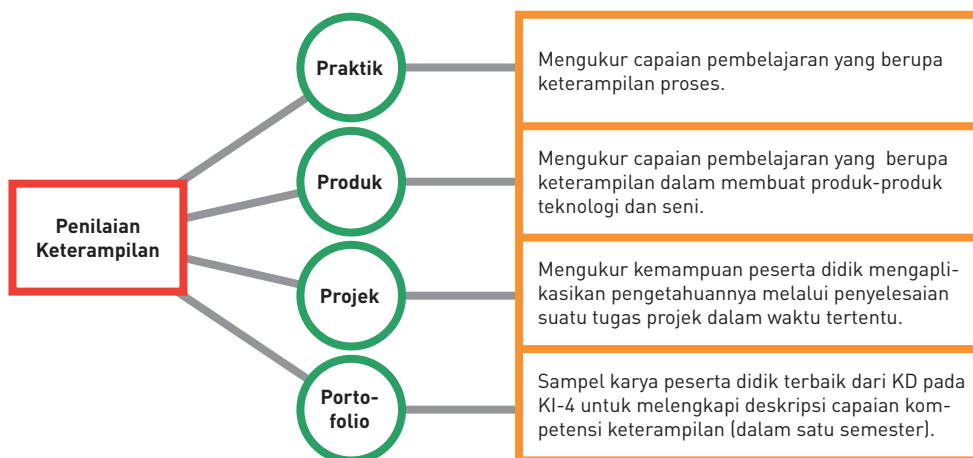 Penilaian
Keterampilan
Praktik
Mengukur capaian pembelajaran yang berupa
keterampilan proses.
Produk
Mengukur capaian pembelajaran yang berupa
keterampilan dalam membuat produk-produk
teknologi dan seni.
Projek
Mengukur kemampuan peserta didik mengapli-
kasikan pengetahuannya melalui penyelesaian
suatu tugas projek dalam waktu tertentu.
Porto-
folio
Sampel karya peserta didik terbaik dari KD pada
KI-4 untuk melengkapi deskripsi capaian kom-
petensi keterampilan (dalam satu semester).